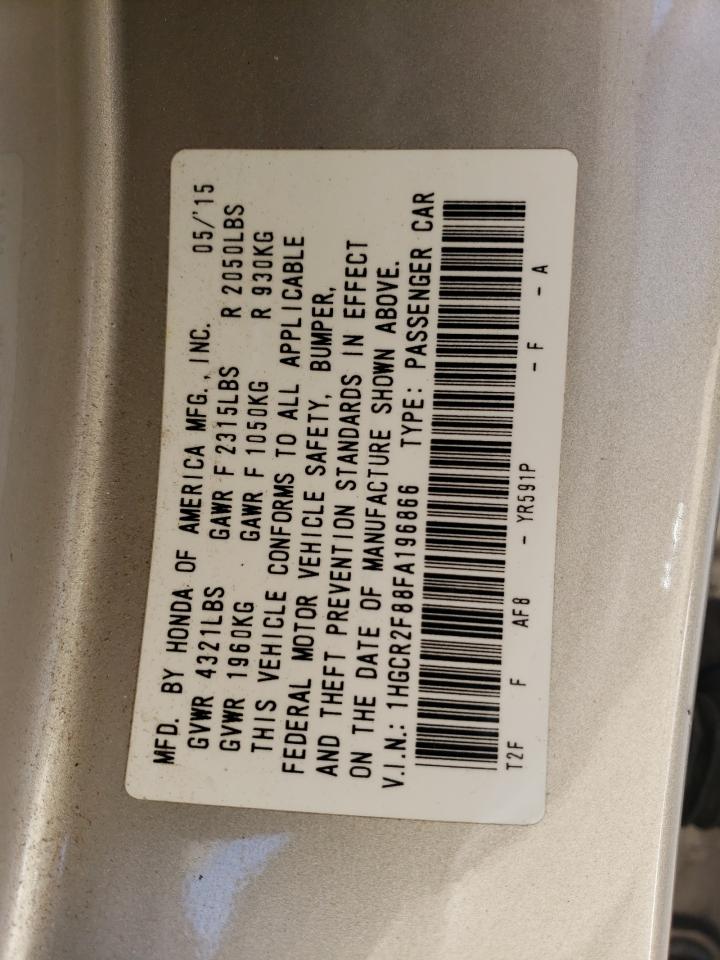 MFD. BY HONDA OF AMERICA MFG., INC. 05/'15
GVWR 4321LBS GAWR F 2315LBS R 2050LBS
GVWR 1960KG GAWR F 1050KG R 930KG
THIS VEHICLE CONFORMS TO ALL APPLICABLE
FEDERAL MOTOR VEHICLE SAFETY, BUMPER,
AND THEFT PREVENTION STANDARDS IN EFFECT
ON THE DATE OF MANUFACTURE SHOWN ABOVE.
V.I.N.: 1HGCR2F88FA196866 TYPE: PASSENGER CAR
T2F F AF8 - YR591P - F - A